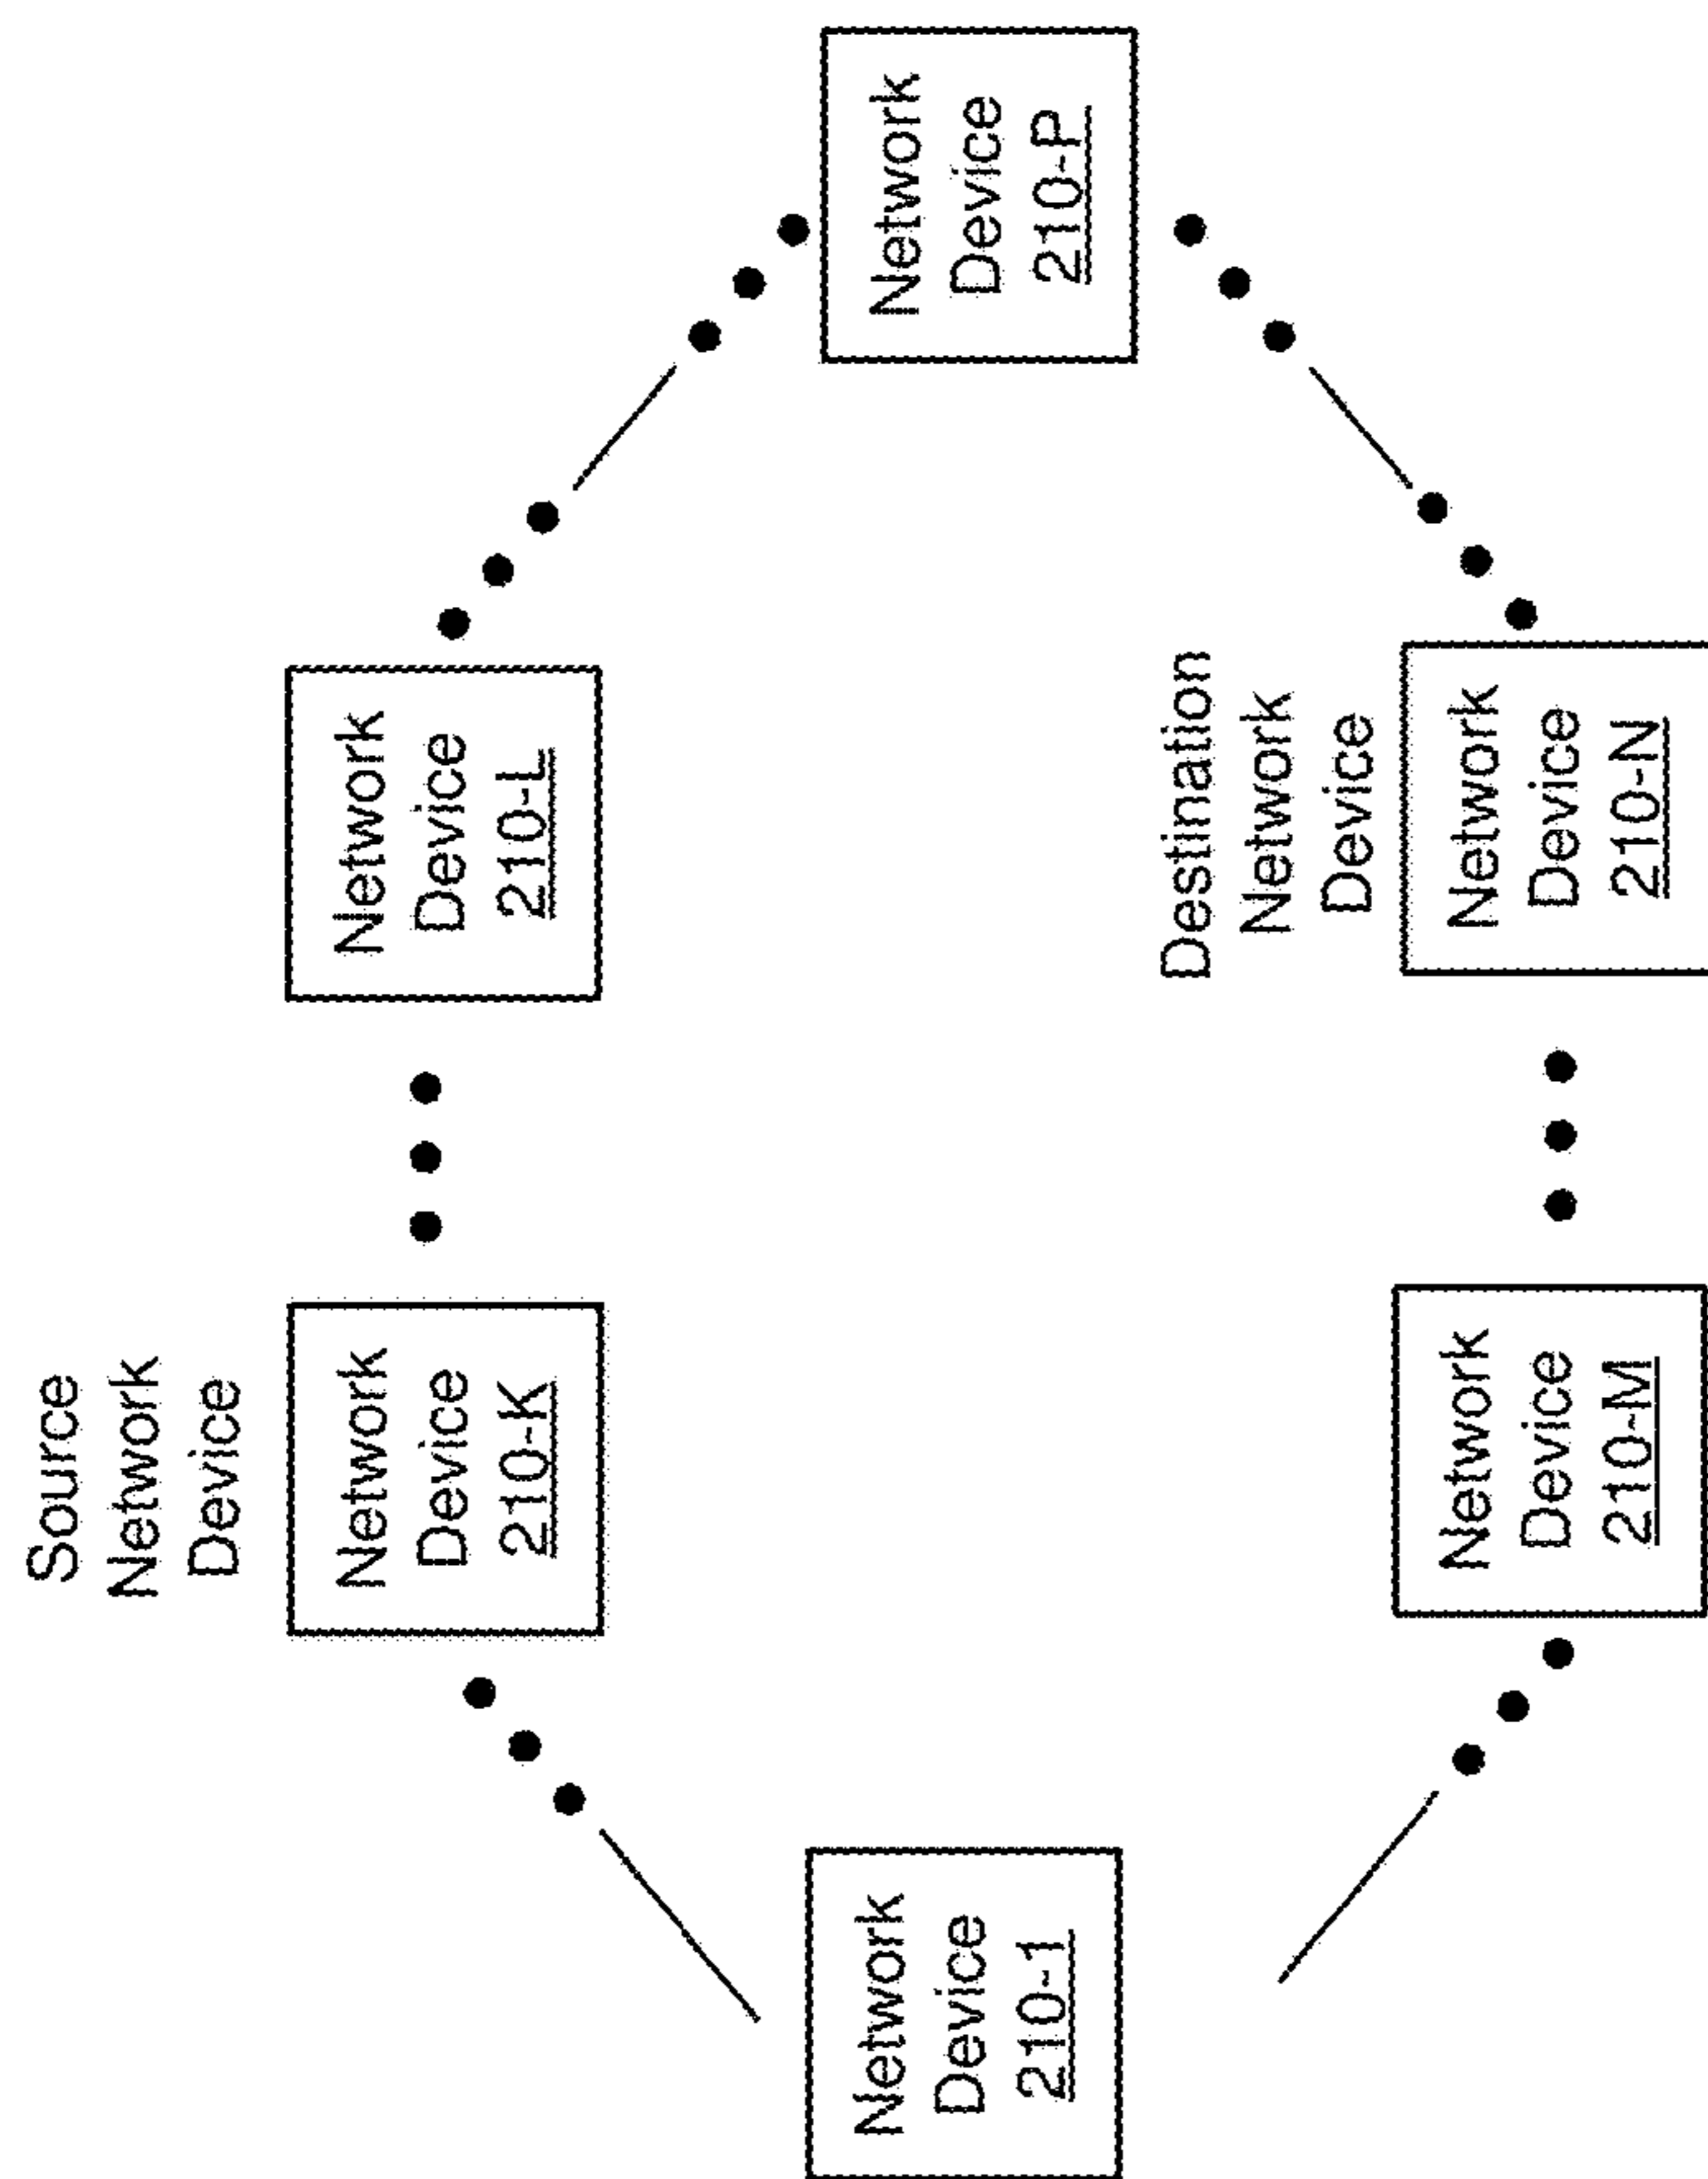 Source
Network
Device
Network
Device
210-K
Network
Device
210-L
Network
Device
210-1
Network
Device
210-P
Destination
Network
Device
Network
Device
210-M
Network
Device
210-N